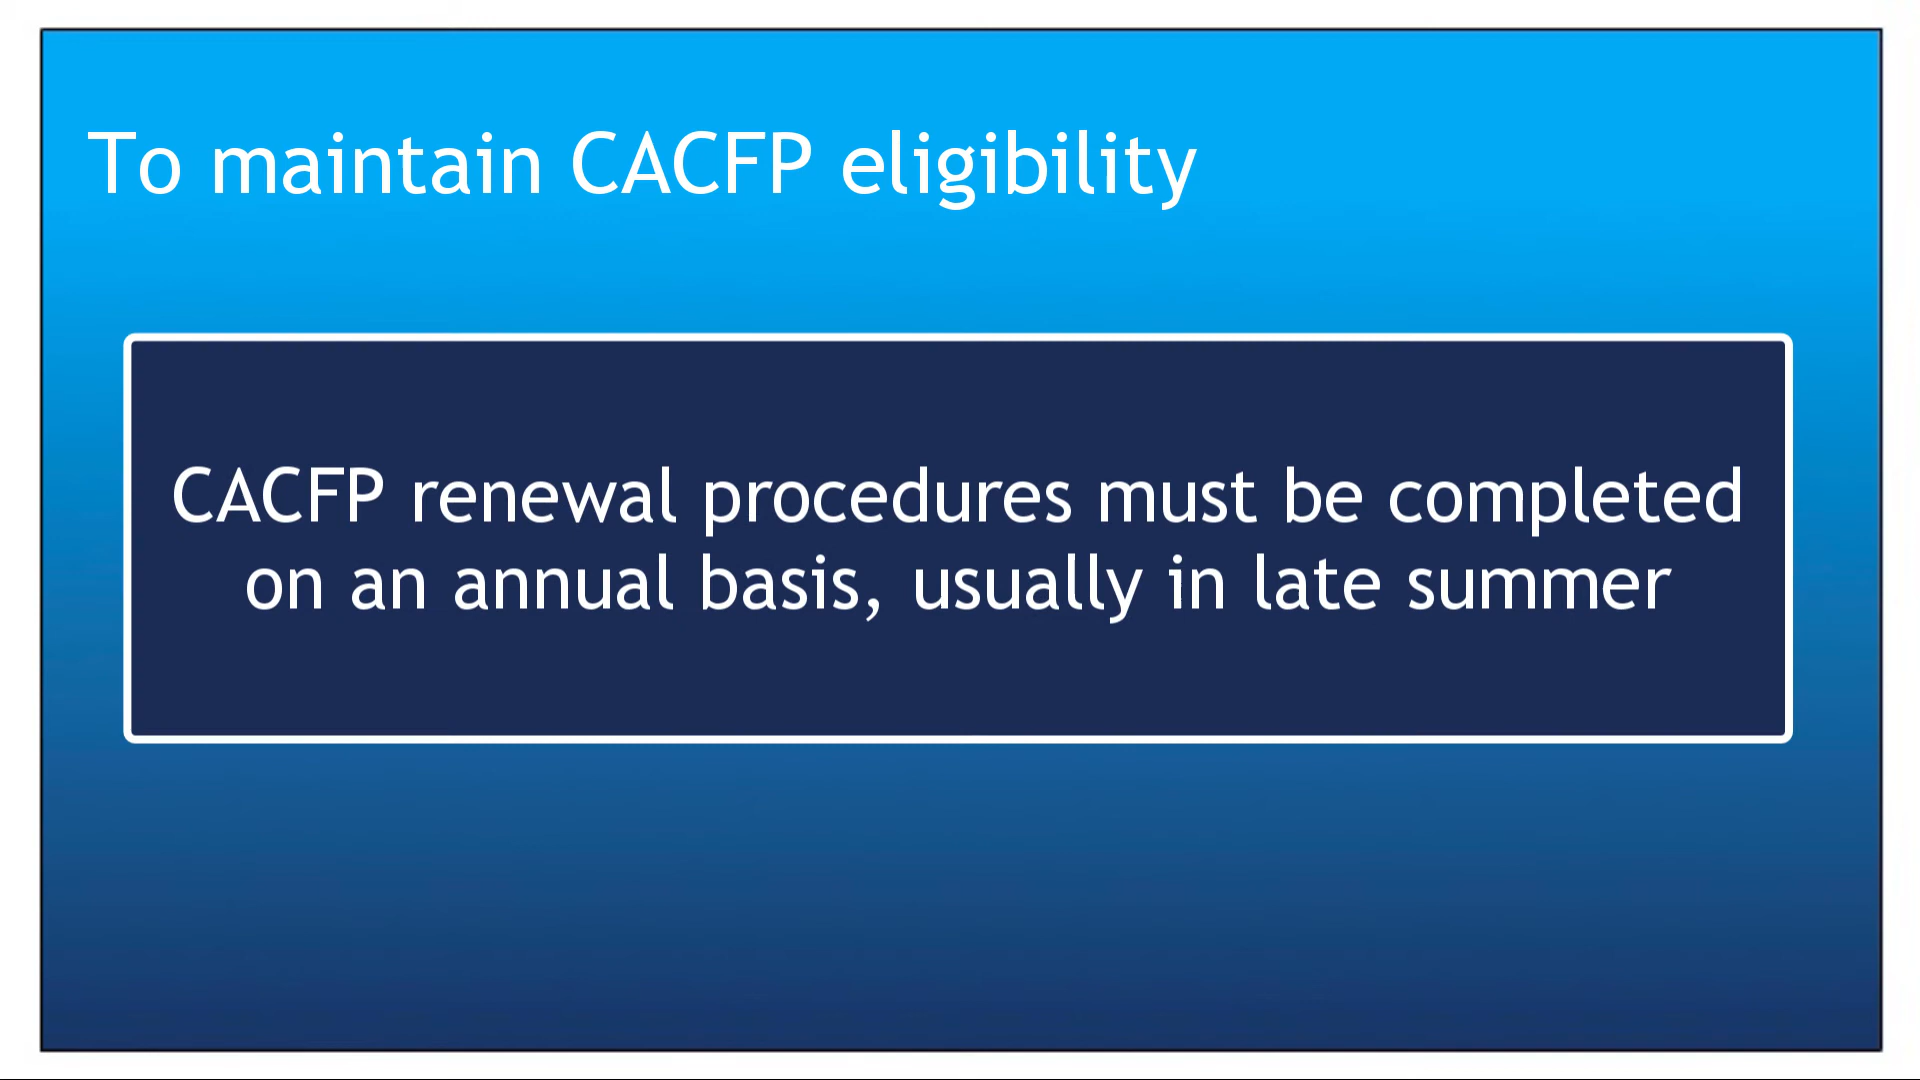 To maintain CACFP eligibility
CACFP renewal procedures must be completed
on an annual basis, usually in late summer